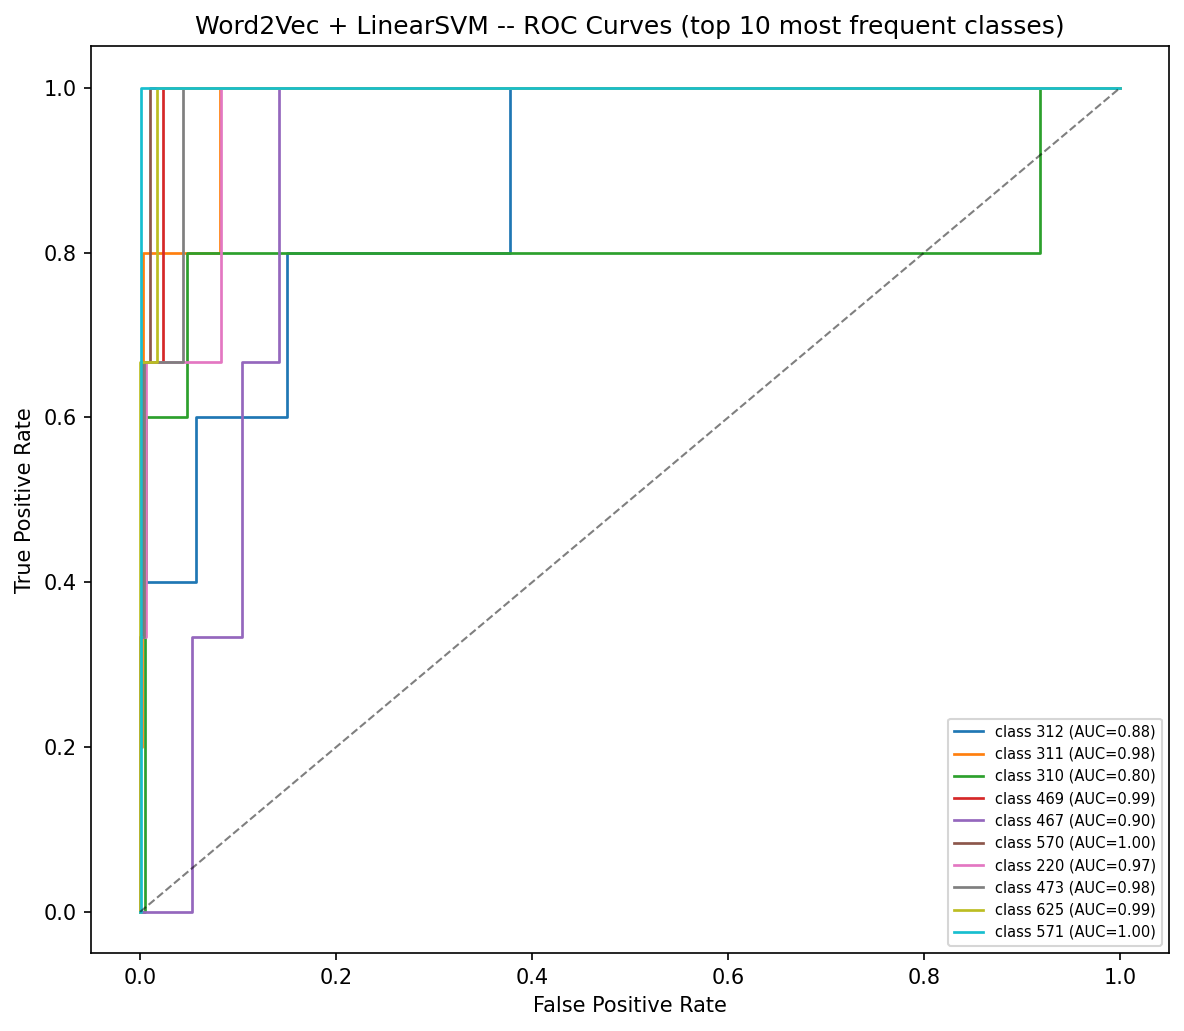 Word2Vec + LinearSVM -- ROC Curves (top 10 most frequent classes)
True Positive Rate
1.0
0.8
0.6
0.4
0.2
0.0
0.0 0.2 0.4 0.6 0.8 1.0
False Positive Rate
class 312 (AUC=0.88)
class 311 (AUC=0.98)
class 310 (AUC=0.80)
class 469 (AUC=0.99)
class 467 (AUC=0.90)
class 570 (AUC=1.00)
class 220 (AUC=0.97)
class 473 (AUC=0.98)
class 625 (AUC=0.99)
class 571 (AUC=1.00)